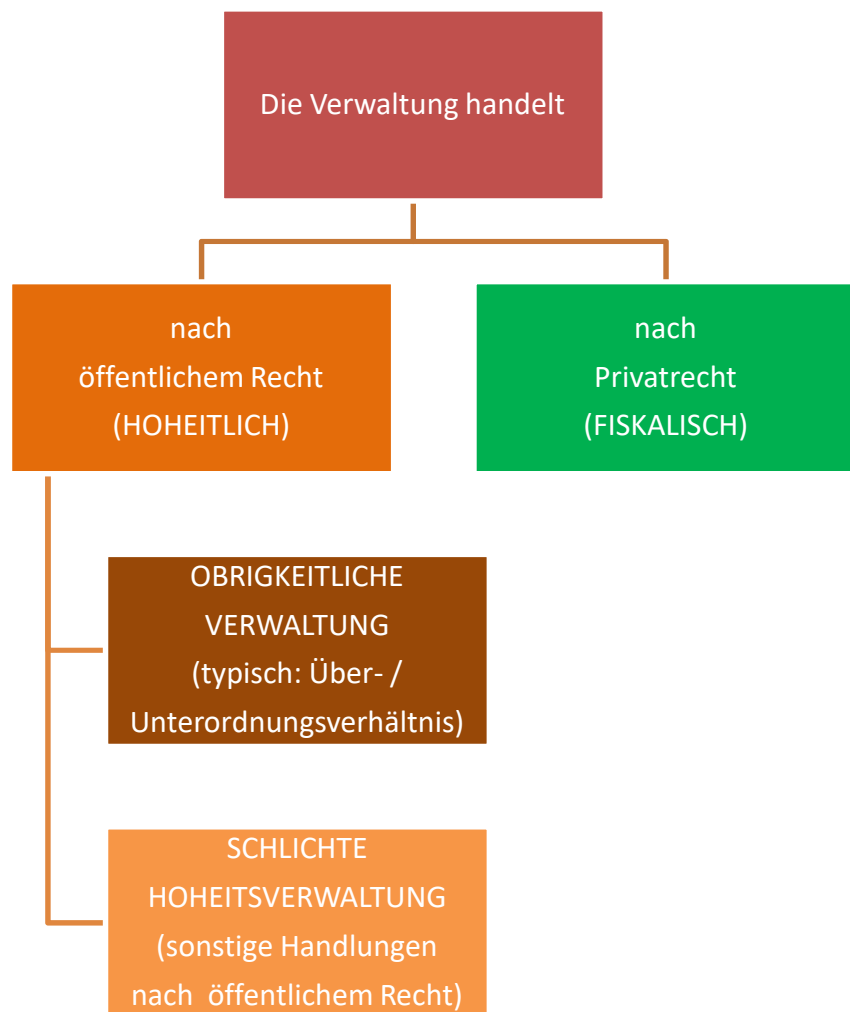 Die Verwaltung handelt
nach
öffentlichem Recht
(HOHEITLICH)
nach
Privatrecht
(FISKALISCH)
OBRIGKEITLICHE
VERWALTUNG
(typisch: Über- /
Unterordnungsverhältnis)
SCHLICHTE
HOHEITSVERWALTUNG
(sonstige Handlungen
nach  öffentlichem Recht)